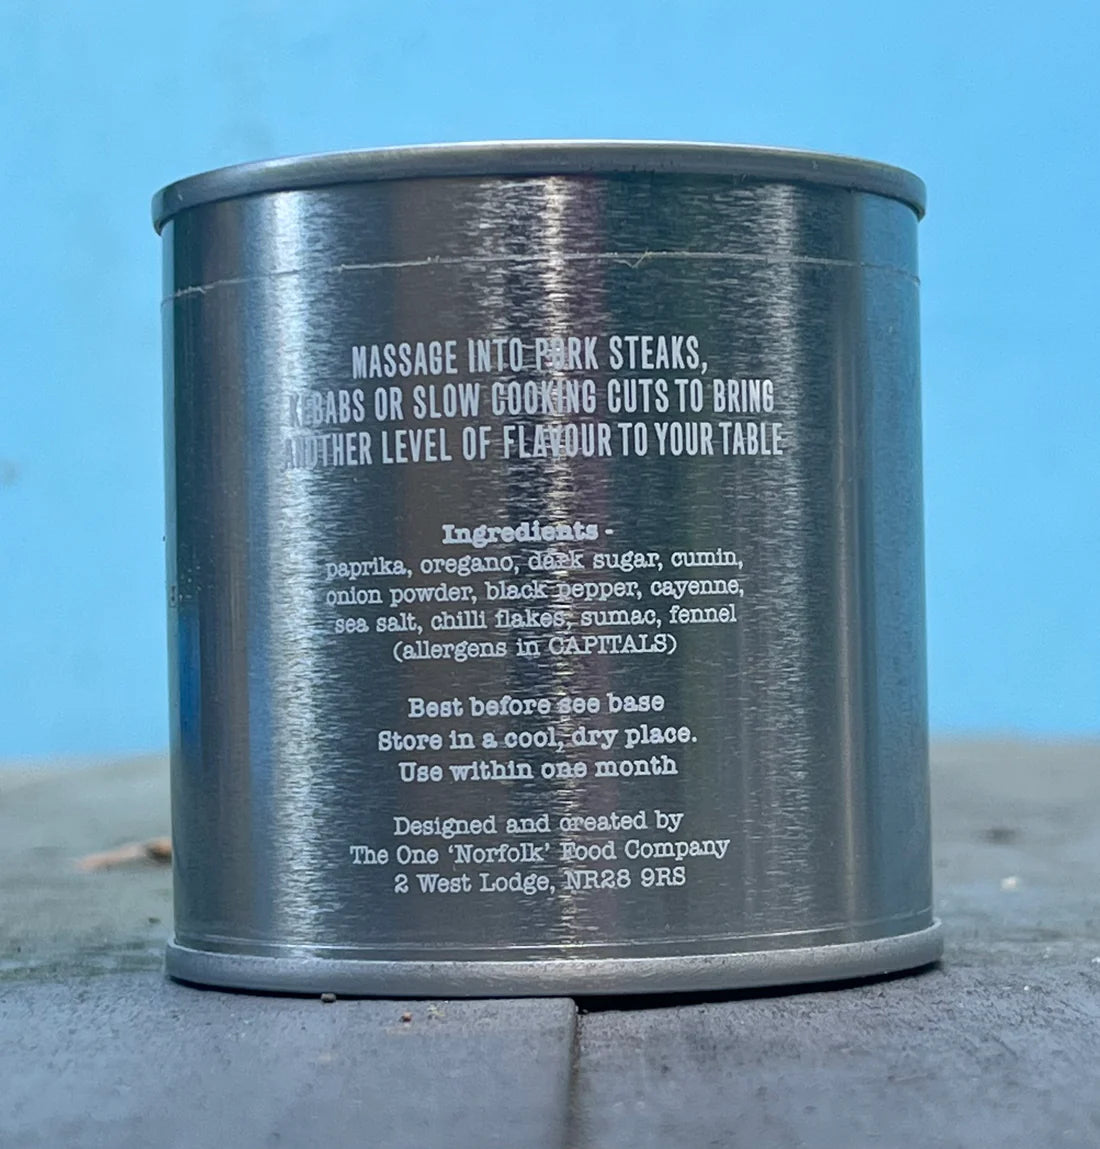 MASSAGE INTO PORK STEAKS,
KEBABS OR SLOW COOKING CUTS TO BRING
ANOTHER LEVEL OF FLAVOUR TO YOUR TABLE
Ingredients -
paprika, oregano, dark sugar, cumin,
onion powder, black pepper, cayenne,
sea salt, chilli flakes, sumac, fennel
(allergens in CAPITALS)
Best before see base
Store in a cool, dry place.
Use within one month
Designed and created by
The One ‘Norfolk’ Food Company
2 West Lodge, NR28 9RS